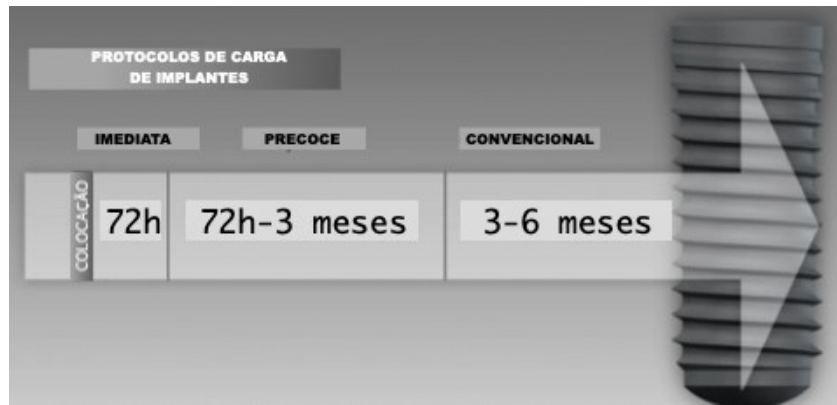 PROTOCOLOS DE CARGA
DE IMPLANTES
IMEDIATA
PRECOCE
CONVENCIONAL
COLOCAÇÃO
72h
72h-3 meses
3-6 meses